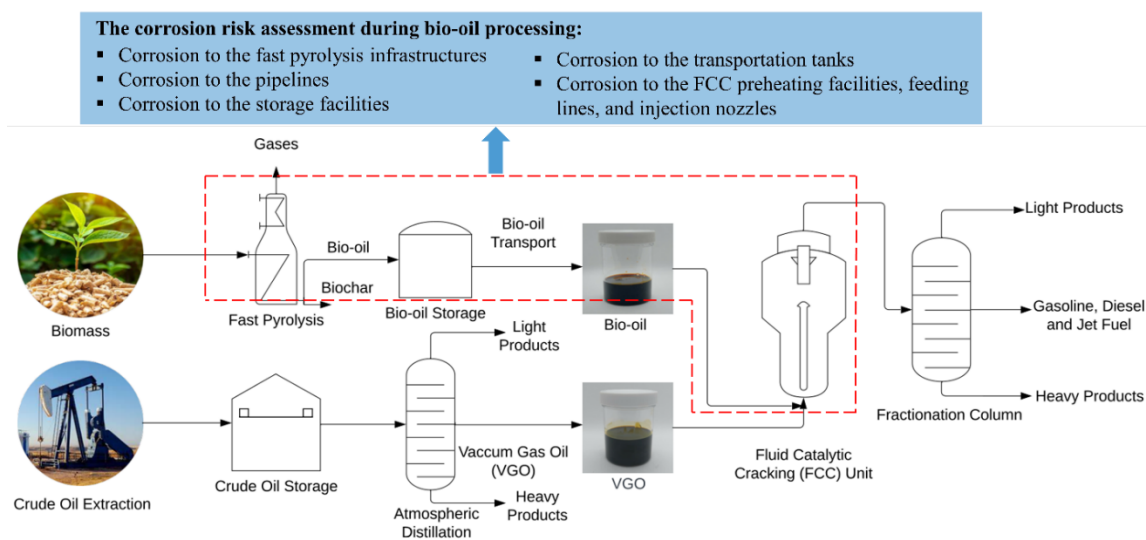 The corrosion risk assessment during bio-oil processing:
▪ Corrosion to the fast pyrolysis infrastructures
▪ Corrosion to the pipelines
▪ Corrosion to the storage facilities
▪ Corrosion to the transportation tanks
▪ Corrosion to the FCC preheating facilities, feeding
lines, and injection nozzles
Gases
Bio-oil
Biochar
Bio-oil
Transport
Biomass
Fast Pyrolysis
Bio-oil Storage
Bio-oil
Light Products
Gasoline, Diesel
and Jet Fuel
Heavy Products
Fractionation Column
Light
Products
Vaccum Gas Oil
(VGO)
Heavy
Products
Crude Oil Extraction
Crude Oil Storage
Atmospheric
Distillation
VGO
Fluid Catalytic
Cracking (FCC) Unit